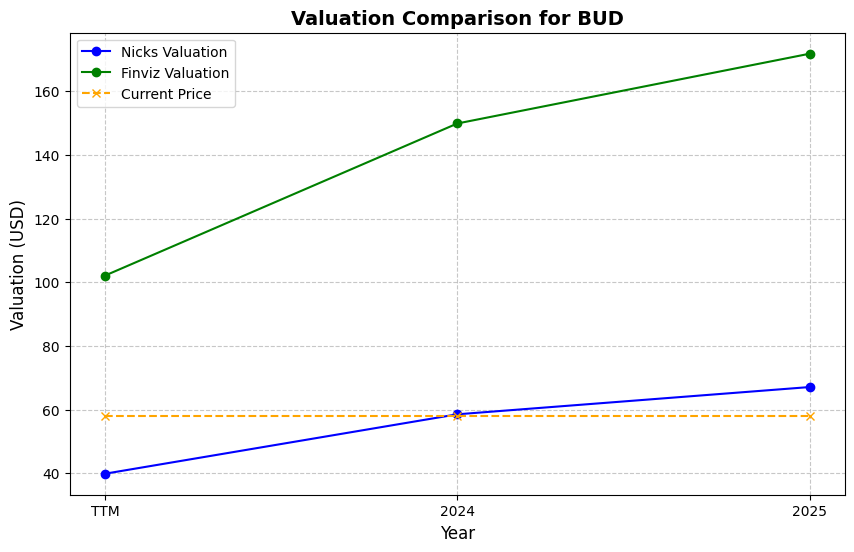 Valuation Comparison for BUD
Nicks Valuation
Finviz Valuation
Current Price
Valuation (USD)
160
140
120
100
80
60
40
TTM
2024
2025
Year